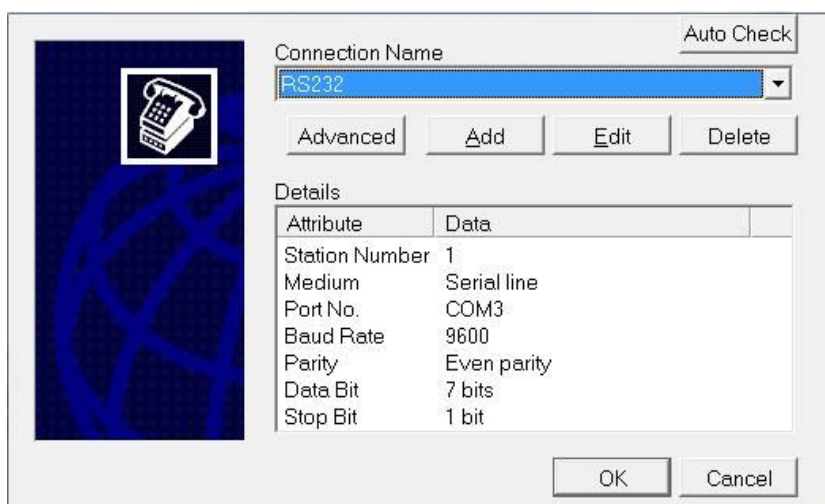 Auto Check
Connection Name
RS232
Advanced Add Edit Delete
Details
Attribute Data
Station Number 1
Medium Serial line
Port No. COM3
Baud Rate 9600
Parity Even parity
Data Bit 7 bits
Stop Bit 1 bit
OK Cancel